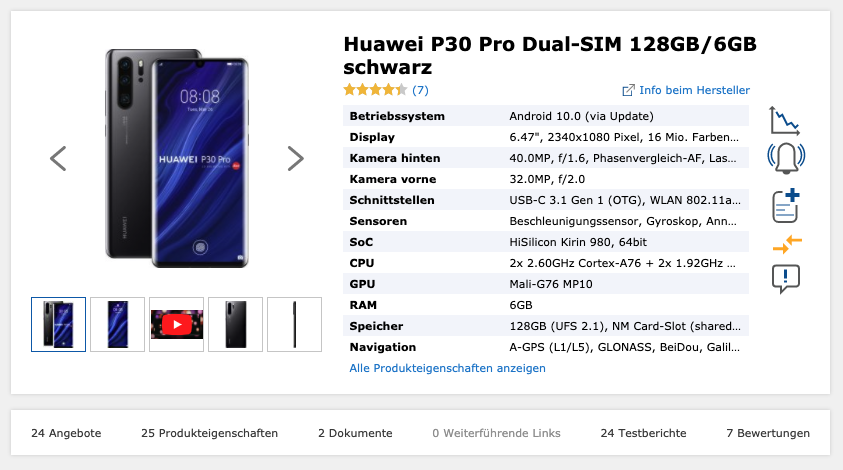 Huawei P30 Pro Dual-SIM 128GB/6GB
schwarz
(7)
Info beim Hersteller
08:08
HUAWEI P30 Pro
HUAWEI
Betriebssystem Android 10.0 (via Update)
Display 6.47", 2340x1080 Pixel, 16 Mio. Farben...
Kamera hinten 40.0MP, f/1.6, Phasenvergleich-AF, Las...
Kamera vorne 32.0MP, f/2.0
Schnittstellen USB-C 3.1 Gen 1 (OTG), WLAN 802.11a...
Sensoren Beschleunigungssensor, Gyroskop, Ann...
SoC HiSilicon Kirin 980, 64bit
CPU 2x 2.60GHz Cortex-A76 + 2x 1.92GHz ...
GPU Mali-G76 MP10
RAM 6GB
Speicher 128GB (UFS 2.1), NM Card-Slot (shared...
Navigation A-GPS (L1/L5), GLONASS, BeiDou, Galil...
Alle Produkteigenschaften anzeigen
24 Angebote 25 Produkteigenschaften 2 Dokumente 0 Weiterführende Links 24 Testberichte 7 Bewertungen